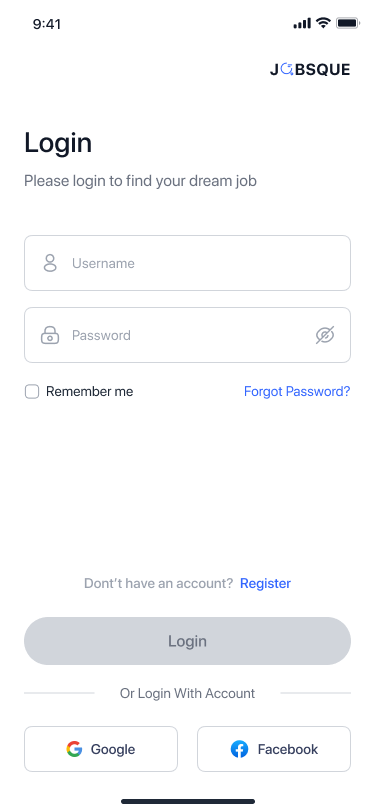 9:41
JOBSQUE
Login
Please login to find your dream job
Username
Password
Remember me Forgot Password?
Dont't have an account? Register
Login
Or Login With Account
Google Facebook